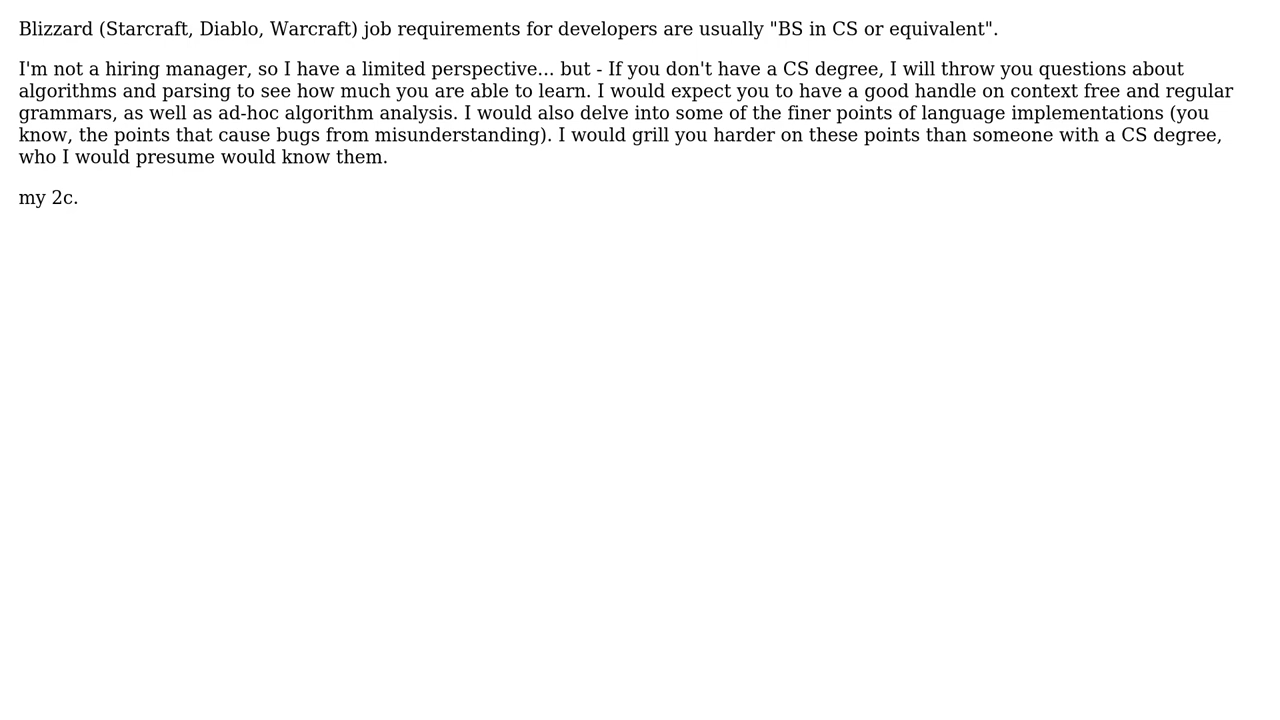 Blizzard (Starcraft, Diablo, Warcraft) job requirements for developers are usually "BS in CS or equivalent".
I'm not a hiring manager, so I have a limited perspective... but - If you don't have a CS degree, I will throw you questions about
algorithms and parsing to see how much you are able to learn. I would expect you to have a good handle on context free and regular
grammars, as well as ad-hoc algorithm analysis. I would also delve into some of the finer points of language implementations (you
know, the points that cause bugs from misunderstanding). I would grill you harder on these points than someone with a CS degree,
who I would presume would know them.
my 2c.